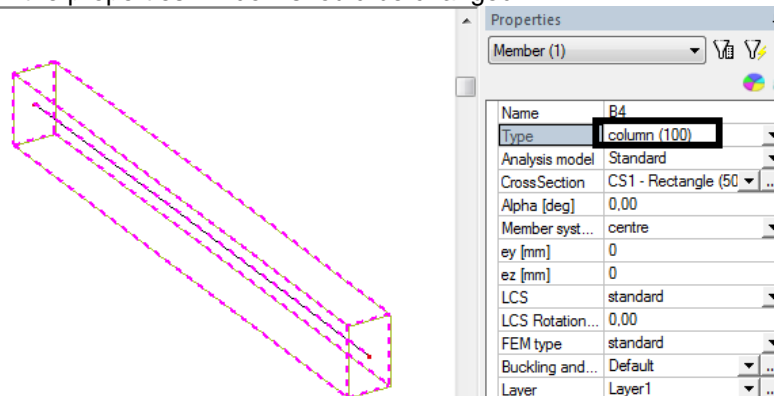 Properties
Member (1)
Name B4
Type column (100)
Analysis model Standard
CrossSection CS1 - Rectangle (50
Alpha [deg] 0,00
Member syst... centre
ey [mm] 0
ez [mm] 0
LCS standard
LCS Rotation... 0,00
FEM type standard
Buckling and... Default
Layer Layer1